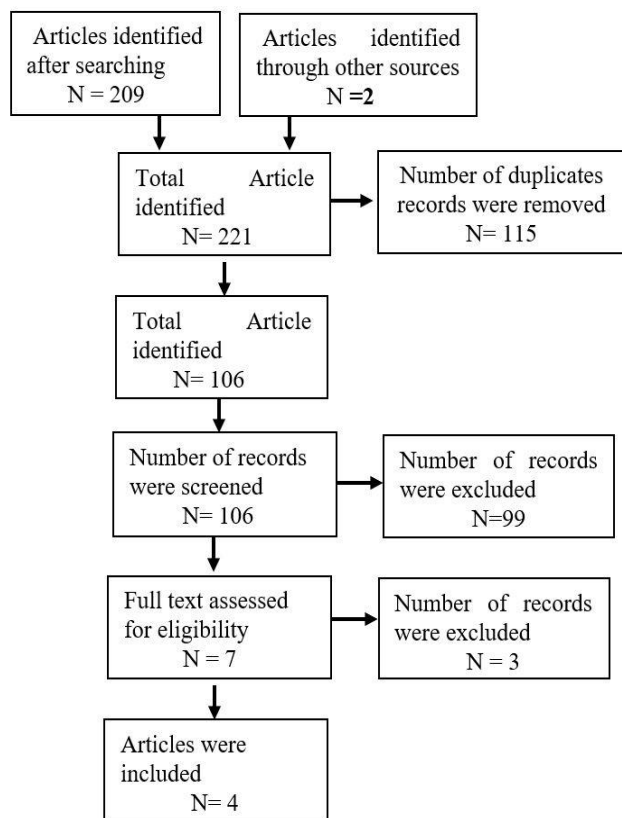 Articles identified
after searching
N = 209
Articles identified
through other sources
N =2
Total Article
identified
N= 221
Number of duplicates
records were removed
N= 115
Total Article
identified
N= 106
Number of records
were screened
N= 106
Number of records
were excluded
N=99
Full text assessed
for eligibility
N = 7
Number of records
were excluded
N = 3
Articles were
included
N= 4